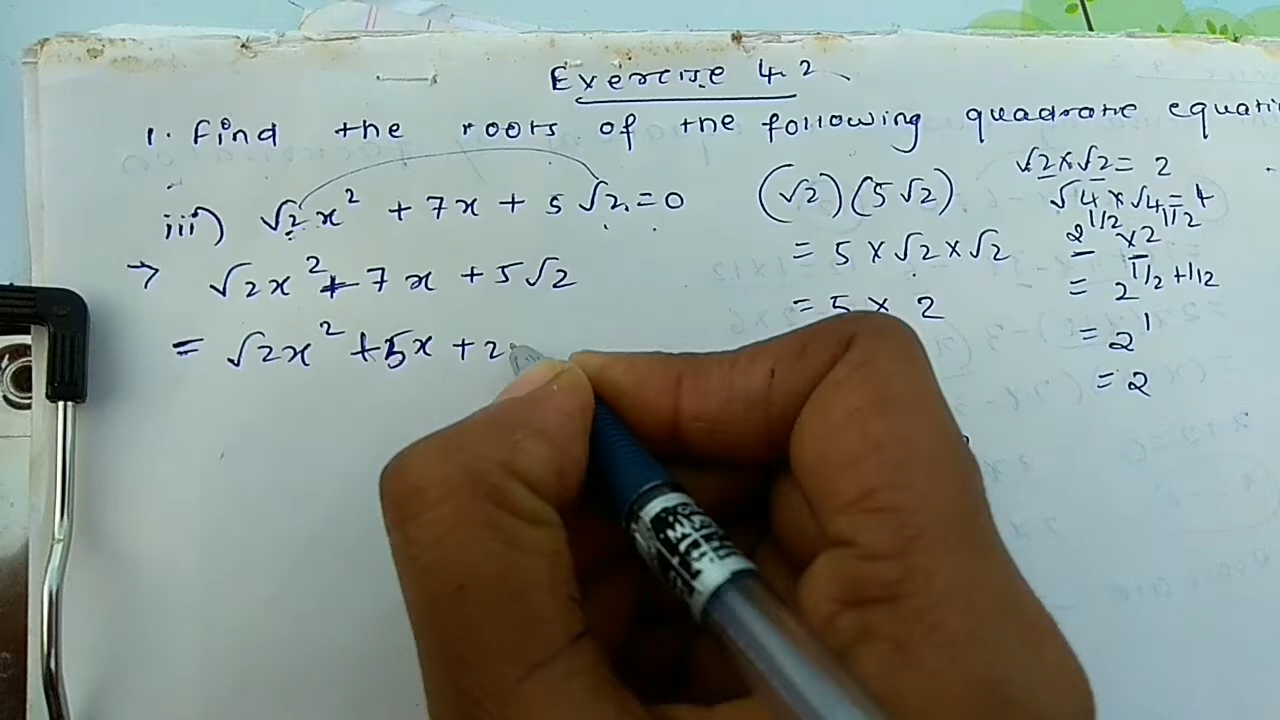 Exercise 4.2
1. Find the roots of the following quadratic equati
iii) √2x² + 7x + 5√2 = 0
→ √2x² + 7x + 5√2
= √2x² + 5x + 2
(√2)(5√2)
= 5 × √2 × √2
= 5 × 2
√2 × √2 = 2
√4 × √4 = 4
2^1/2 × 2^1/2
= 2^1/2 + 1/2
= 2^1
= 2